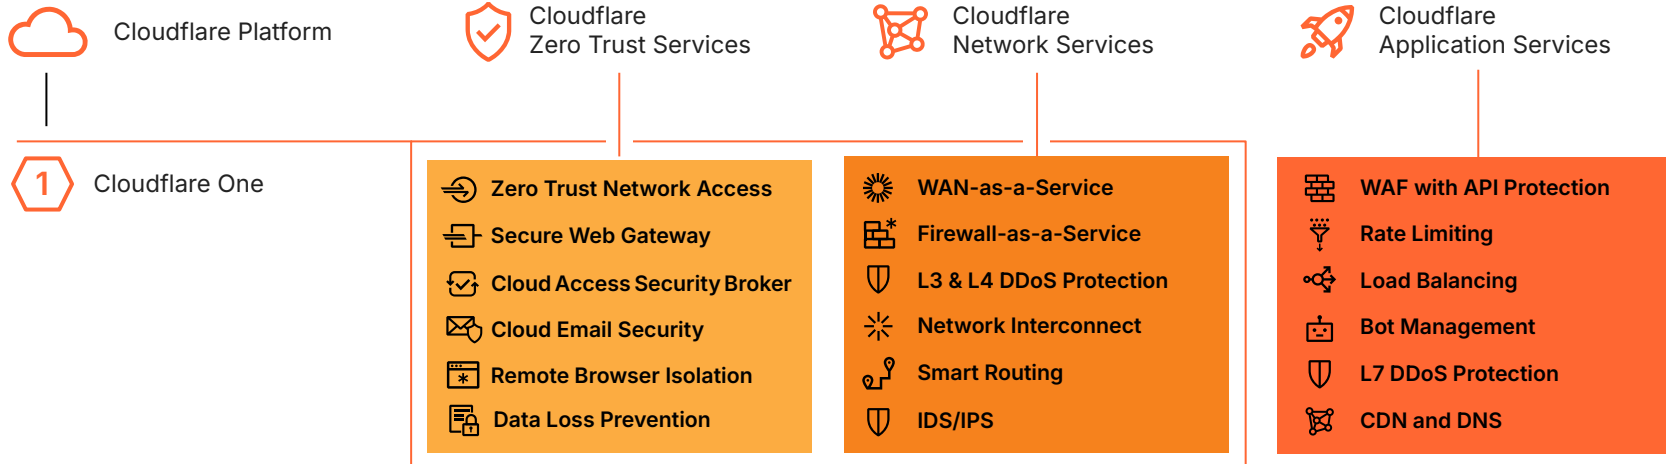 Cloudflare Platform
Cloudflare
Zero Trust Services
Cloudflare
Network Services
Cloudflare
Application Services
1
Cloudflare One
Zero Trust Network Access
Secure Web Gateway
Cloud Access Security Broker
Cloud Email Security
Remote Browser Isolation
Data Loss Prevention
WAN-as-a-Service
Firewall-as-a-Service
L3 & L4 DDoS Protection
Network Interconnect
Smart Routing
IDS/IPS
WAF with API Protection
Rate Limiting
Load Balancing
Bot Management
L7 DDoS Protection
CDN and DNS